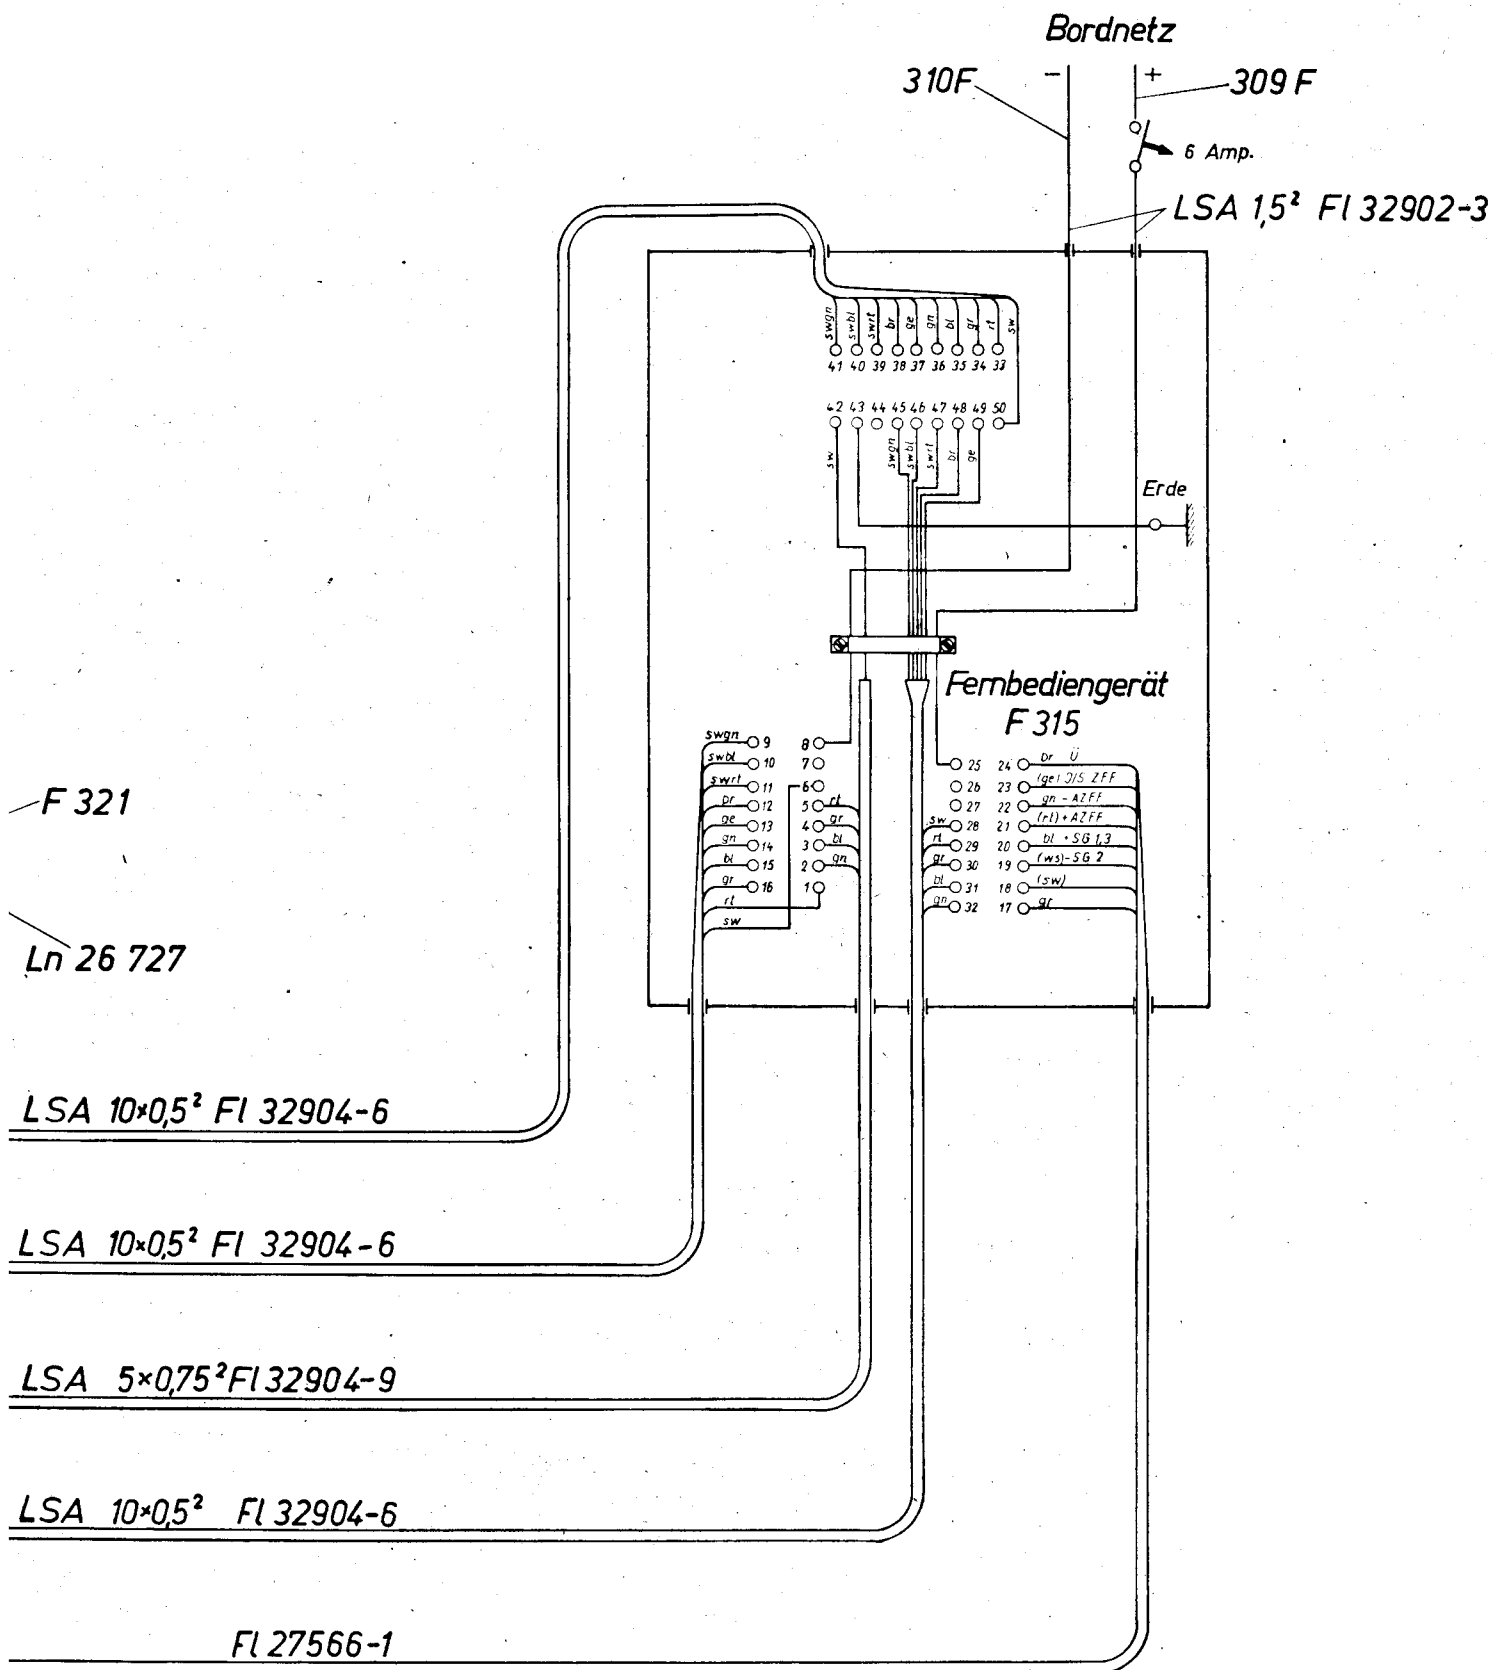 Bordnetz
310F
-
+
309 F
6 Amp.
LSA 1,5² Fl 32902-3
swgn swbl swrt br ge gn bl gr rt sw
41 40 39 38 37 36 35 34 33
42 43 44 45 46 47 48 49 50
sw swgn swbl swrt br ge
Erde
Fernbediengerät
F 315
swgn 9 8
swbl 10 7
swrt 11 6
br 12 5 rt
ge 13 4 gr
gn 14 3 bl
bl 15 2 gn
gr 16 1
rt
sw
25 24 br Ü
26 23 (ge) ZFF
27 22 gn - AZFF
sw 28 21 (rt) + AZFF
rt 29 20 bl + SG 1,3
gr 30 19 (ws) - SG 2
bl 31 18 (sw)
gn 32 17 gr
F 321
Ln 26 727
LSA 10×0,5² Fl 32904-6
LSA 10×0,5² Fl 32904-6
LSA 5×0,75² Fl 32904-9
LSA 10×0,5² Fl 32904-6
Fl 27566-1